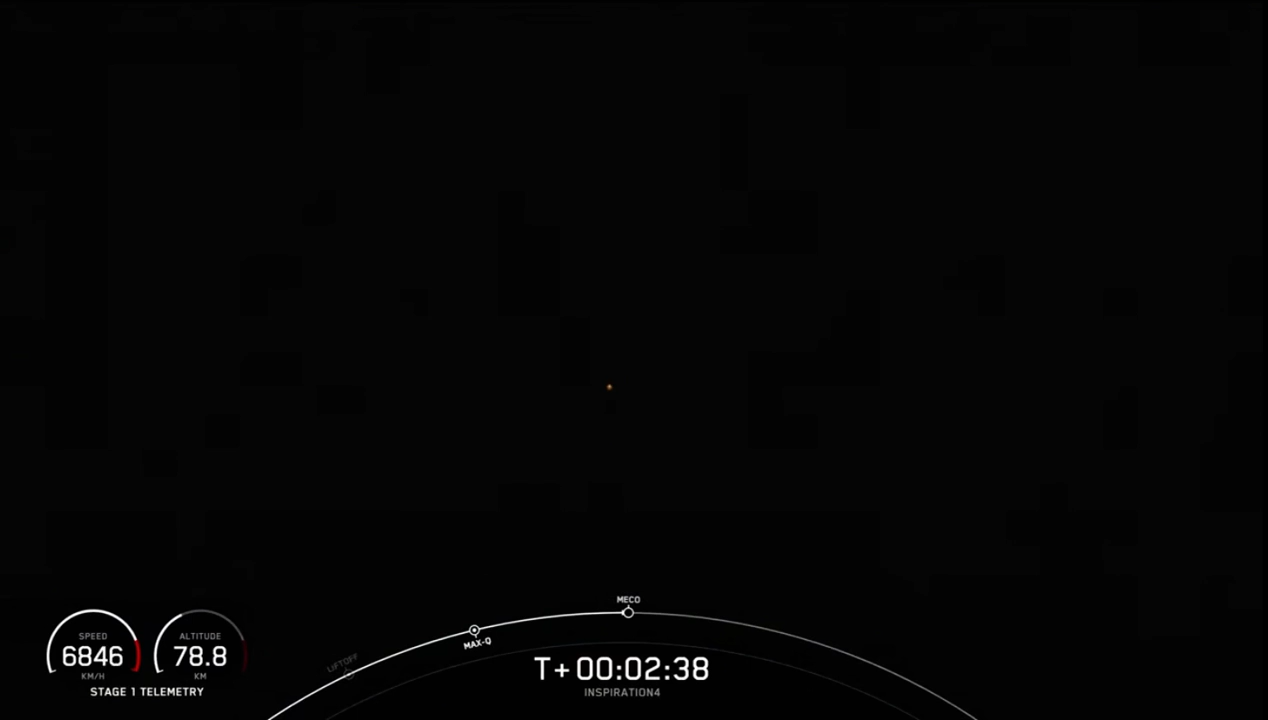 MECO
MAX-Q
LIFTOFF
SPEED
6846
KM/H
ALTITUDE
78.8
KM
STAGE 1 TELEMETRY
T+00:02:38
INSPIRATION4